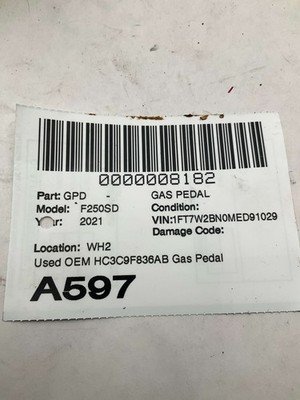 0000008182
Part: GPD - GAS PEDAL
Model: F250SD Condition:
Year: 2021 VIN:1FT7W2BN0MED91029
Damage Code:
Location: WH2 -
Used OEM HC3C9F836AB Gas Pedal
A597